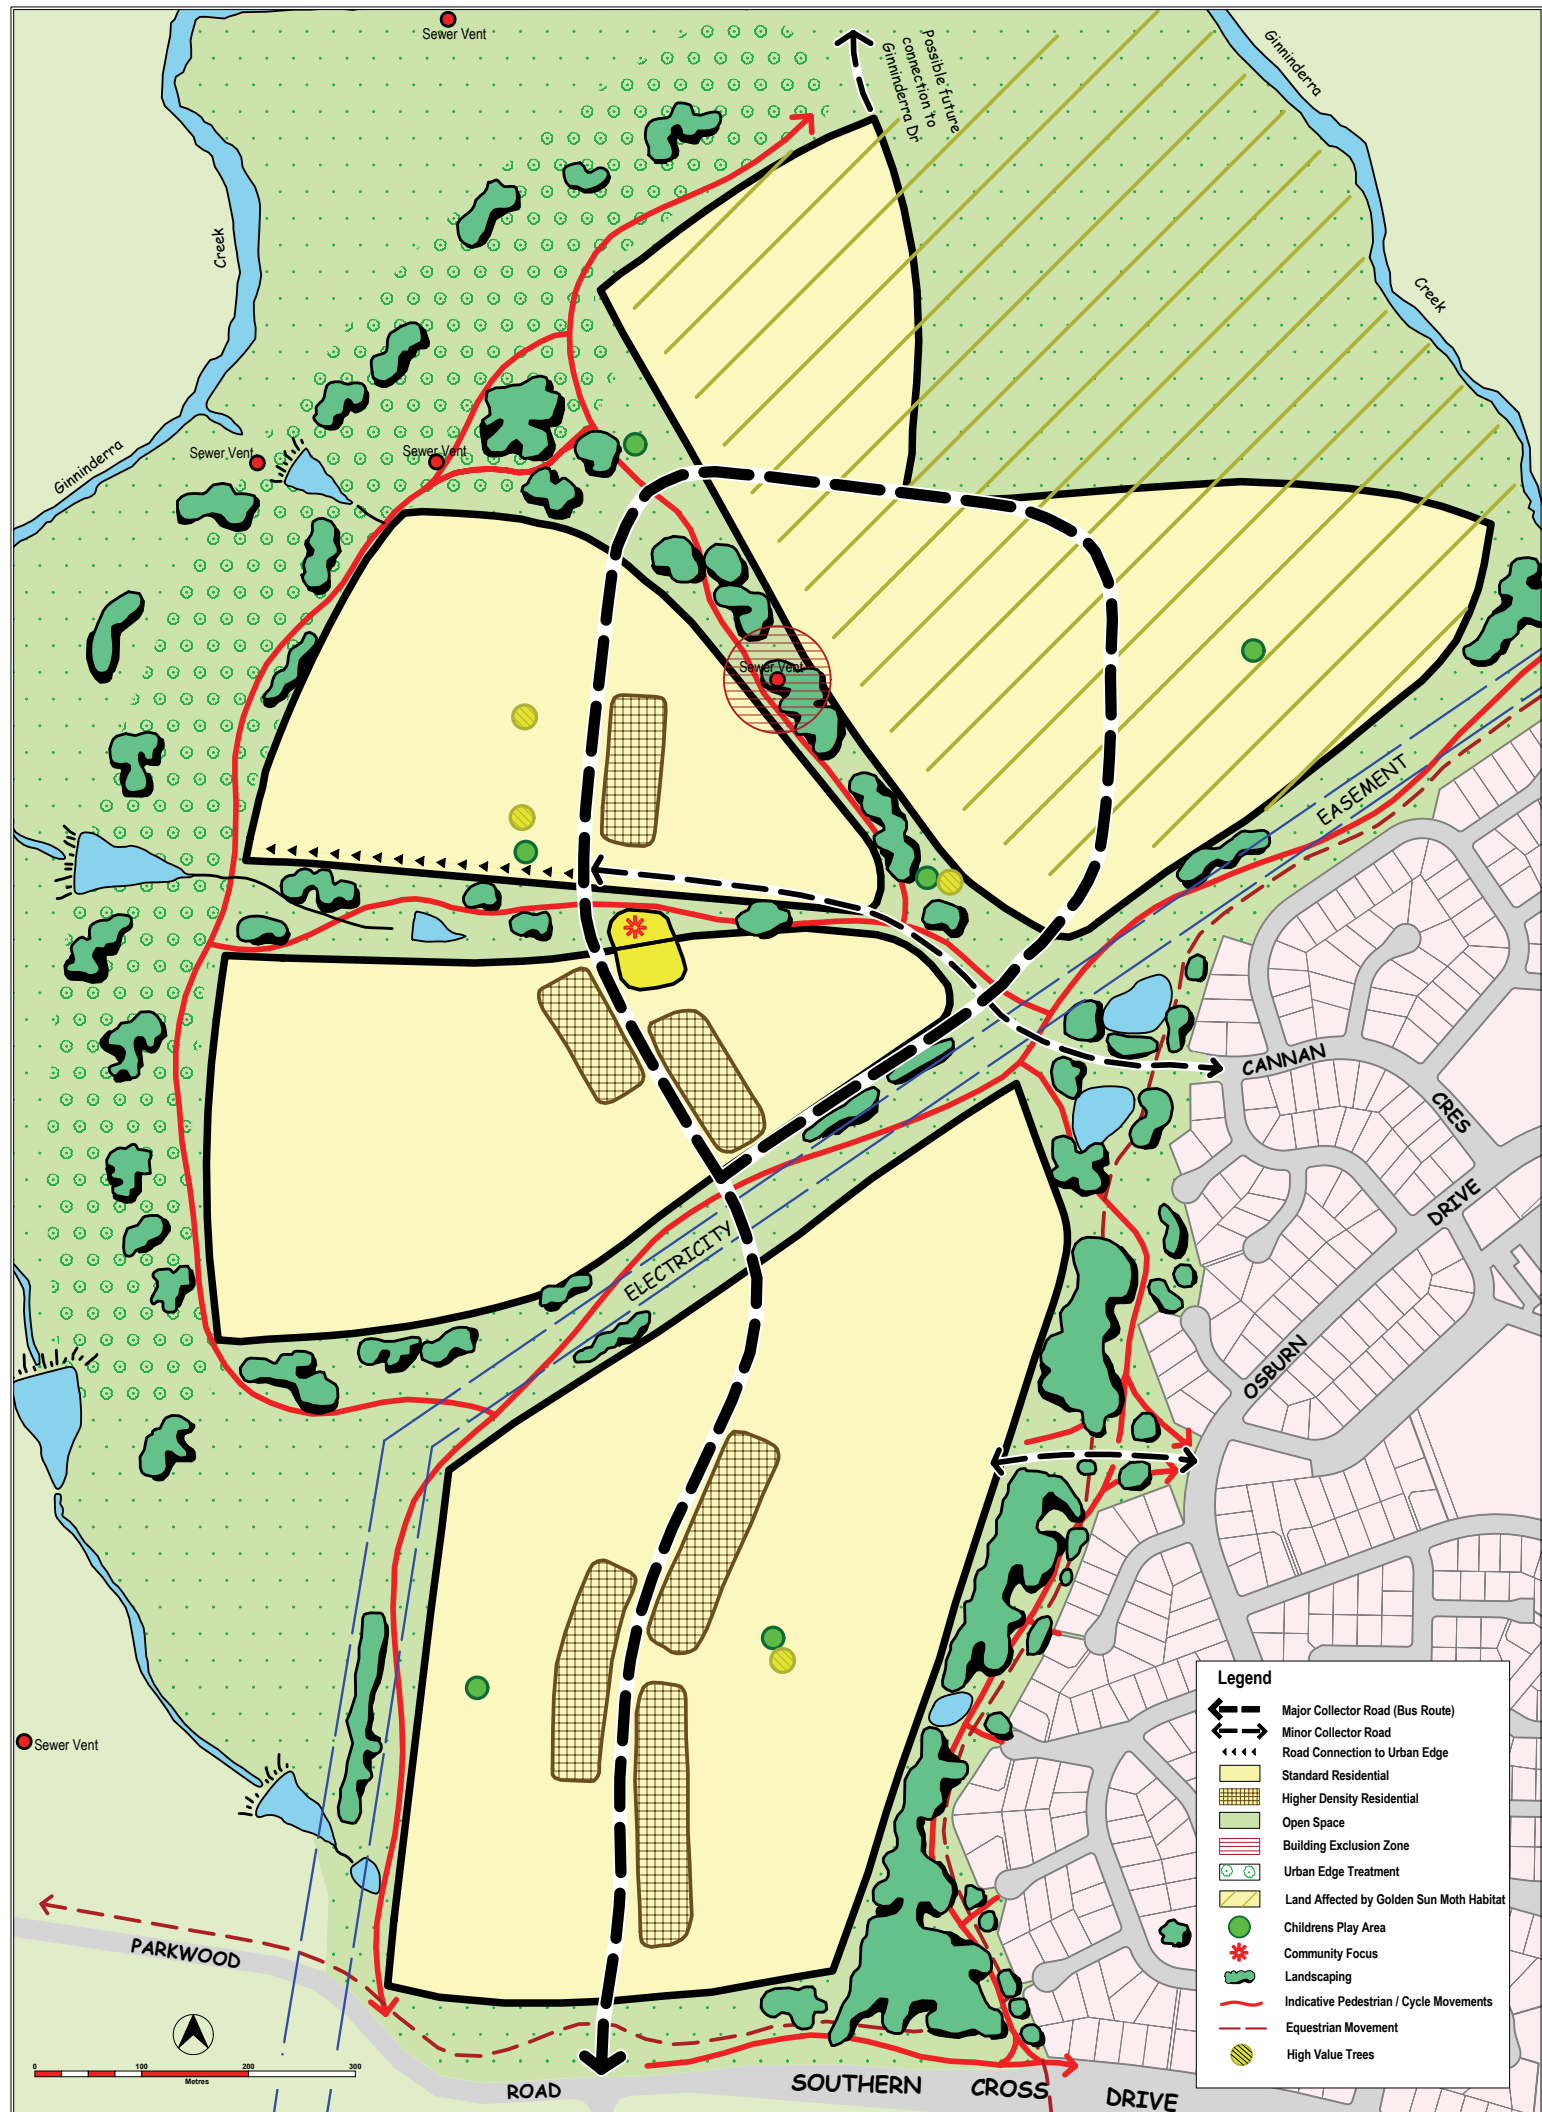 Sewer Vent
Possible future
connection to
Ginninderra Dr
Ginninderra
Creek
Creek
Ginninderra
Sewer Vent
Sewer Vent
Sewer Vent
EASEMENT
CANNAN
CRES
DRIVE
ELECTRICITY
OSBURN
Sewer Vent
PARKWOOD
ROAD
SOUTHERN CROSS DRIVE
0 100 200 300
Metres
Legend
Major Collector Road (Bus Route)
Minor Collector Road
Road Connection to Urban Edge
Standard Residential
Higher Density Residential
Open Space
Building Exclusion Zone
Urban Edge Treatment
Land Affected by Golden Sun Moth Habitat
Childrens Play Area
Community Focus
Landscaping
Indicative Pedestrian / Cycle Movements
Equestrian Movement
High Value Trees